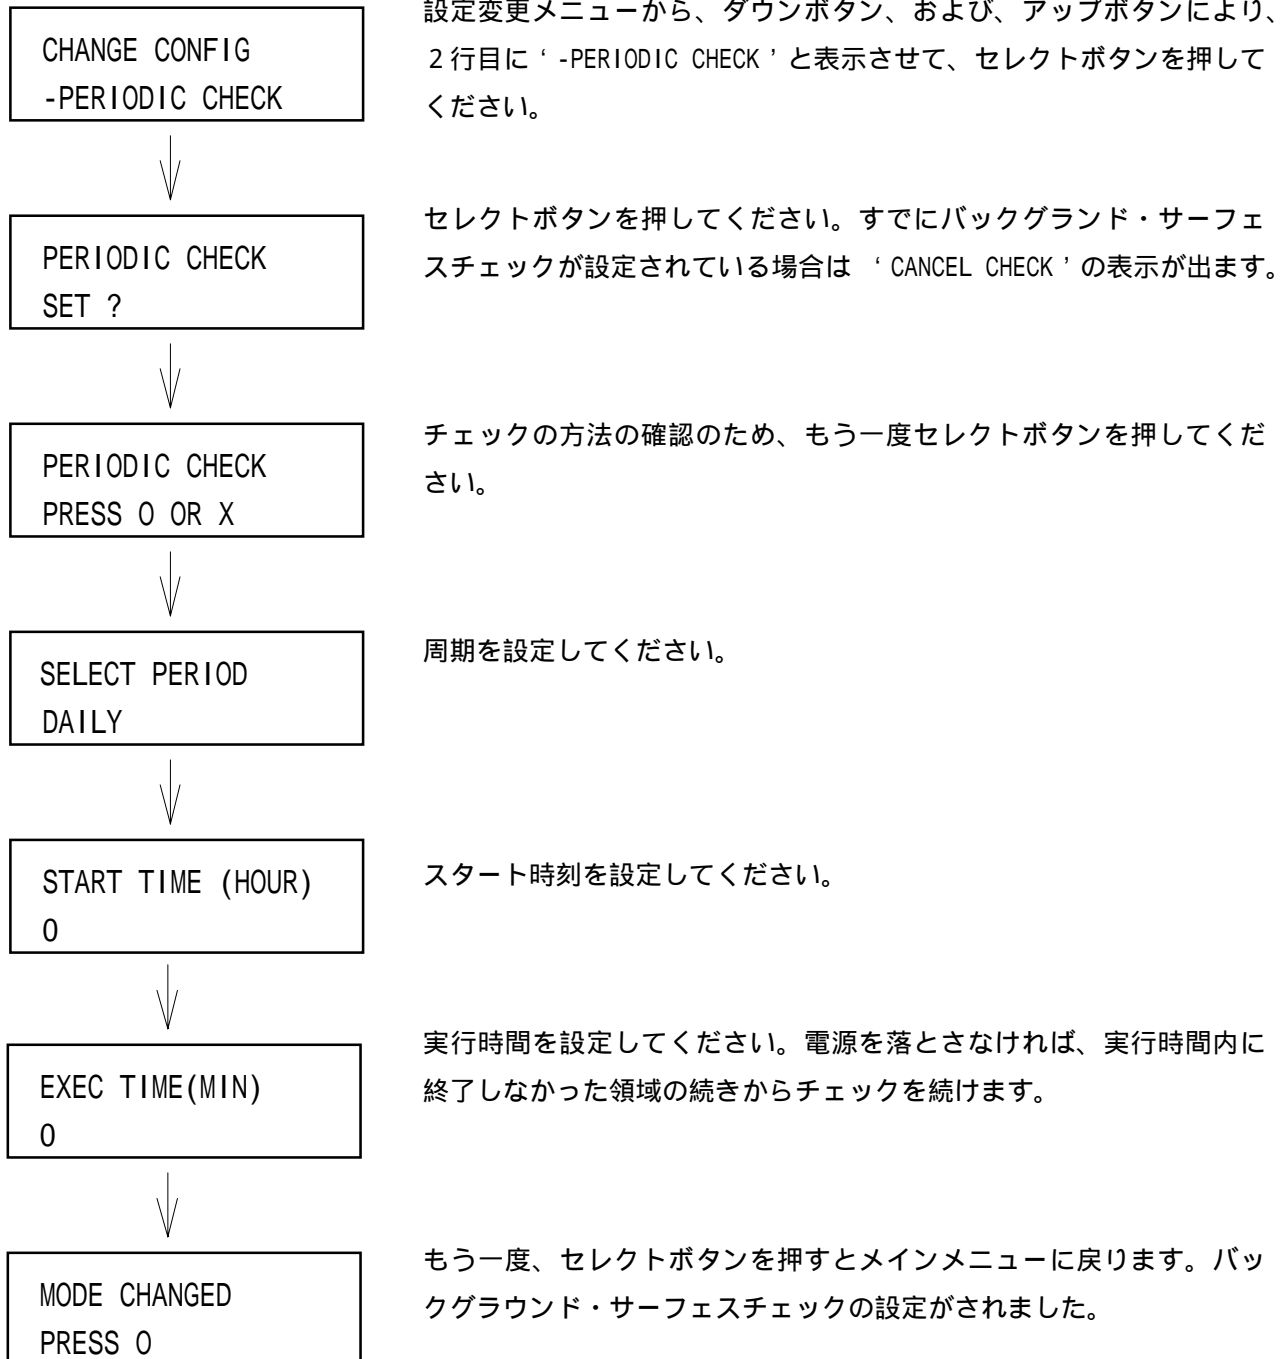 設定変更メニューから、ダウンボタン、および、アップボタンにより、
CHANGE CONFIG
-PERIODIC CHECK
２行目に‘-PERIODIC CHECK’と表示させて、セレクトボタンを押して
ください。
PERIODIC CHECK
SET ?
セレクトボタンを押してください。すでにバックグランド・サーフェ
スチェックが設定されている場合は ‘CANCEL CHECK’の表示が出ます。
PERIODIC CHECK
PRESS O OR X
チェックの方法の確認のため、もう一度セレクトボタンを押してくだ
さい。
SELECT PERIOD
DAILY
周期を設定してください。
START TIME (HOUR)
0
スタート時刻を設定してください。
EXEC TIME(MIN)
0
実行時間を設定してください。電源を落とさなければ、実行時間内に
終了しなかった領域の続きからチェックを続けます。
MODE CHANGED
PRESS O
もう一度、セレクトボタンを押すとメインメニューに戻ります。バッ
クグラウンド・サーフェスチェックの設定がされました。